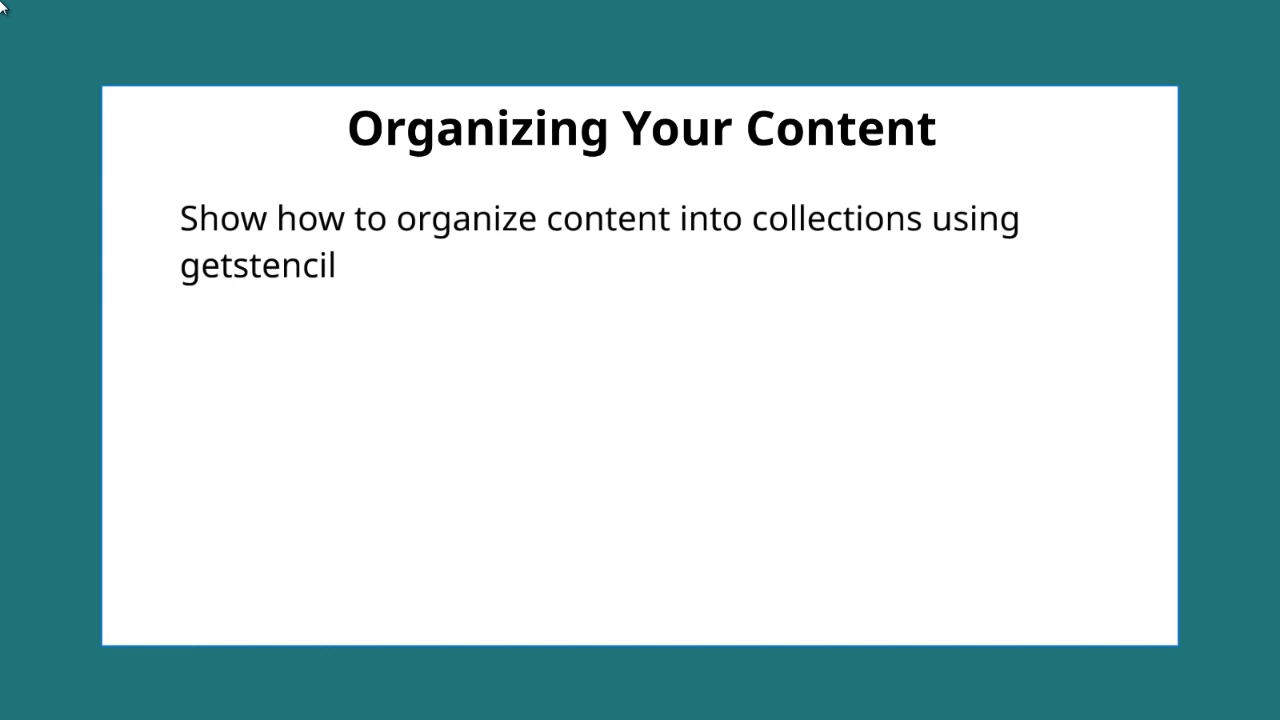 Organizing Your Content
Show how to organize content into collections using
getstencil